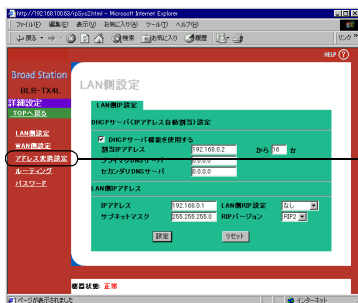 http://192.168.100.63/rpSys2.html - Microsoft Internet Explorer
ファイル(F) 編集(E) 表示(V) お気に入り(A) ツール(T) ヘルプ(H)
戻る 検索 お気に入り 履歴 リンク
HELP ?
Broad Station
BLR-TX4L
詳細設定
TOPへ戻る
LAN側設定
WAN側設定
アドレス変換設定
ルーティング
パスワード
LAN側設定
LAN側IP設定
DHCPサーバ(IPアドレス自動割当)設定
DHCPサーバ機能を使用する
割当IPアドレス 192.168.0.2 から 16 台
プライマリDNSサーバ 0.0.0.0
セカンダリDNSサーバ 0.0.0.0
LAN側IPアドレス
IPアドレス 192.168.0.1 LAN側RIP設定 なし
サブネットマスク 255.255.255.0 RIPバージョン RIP2
設定 リセット
機器状態: 正常
ページが表示されました インターネット